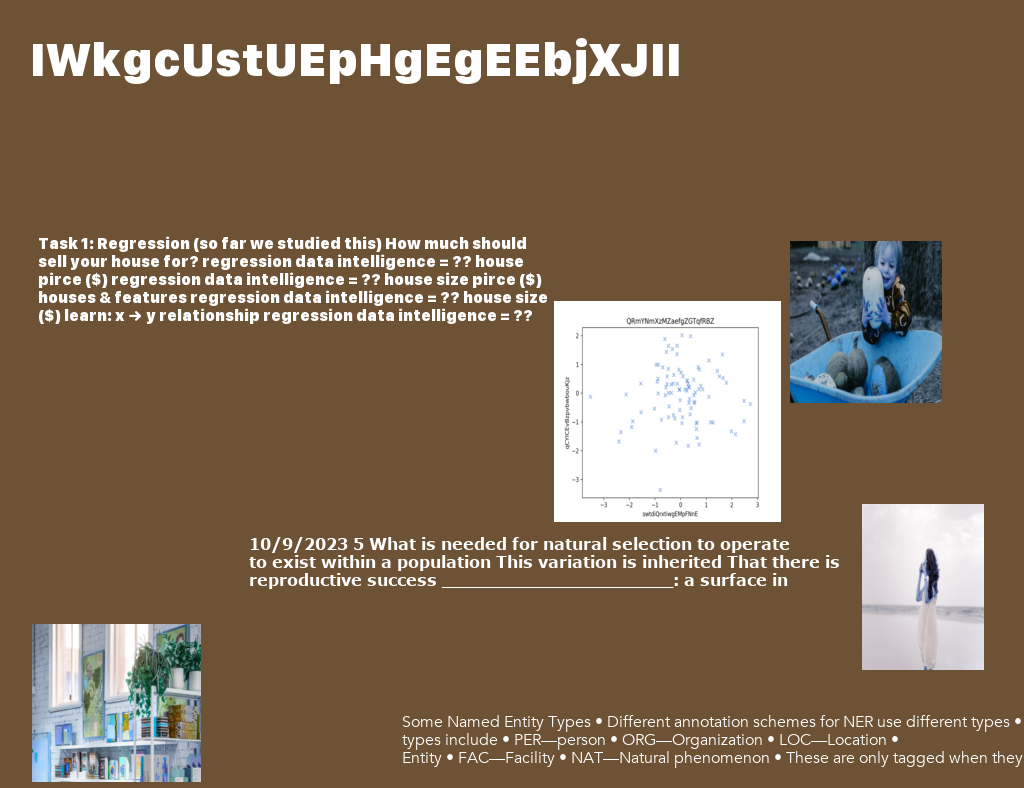 IWkgcUstUEpHgEgEEbjXJII
Task 1: Regression (so far we studied this) How much should
sell your house for? regression data intelligence = ?? house
pirce ($) regression data intelligence = ?? house size pirce ($)
houses & features regression data intelligence = ?? house size
($) learn: x → y relationship regression data intelligence = ??
QRmYNmXzMZaefgZGTqfRBZ
2
1
0
−1
−2
−3
−3 −2 −1 0 1 2 3
10/9/2023 5 What is needed for natural selection to operate
to exist within a population This variation is inherited That there is
reproductive success ___________________________: a surface in
Some Named Entity Types • Different annotation schemes for NER use different types •
types include • PER—person • ORG—Organization • LOC—Location •
Entity • FAC—Facility • NAT—Natural phenomenon • These are only tagged when they